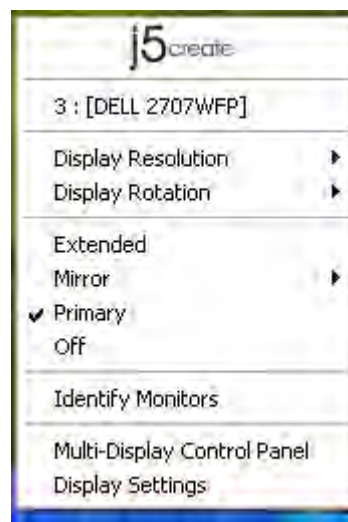 j5create
3 : [DELL 2707WFP]
Display Resolution
Display Rotation
Extended
Mirror
Primary
Off
Identify Monitors
Multi-Display Control Panel
Display Settings